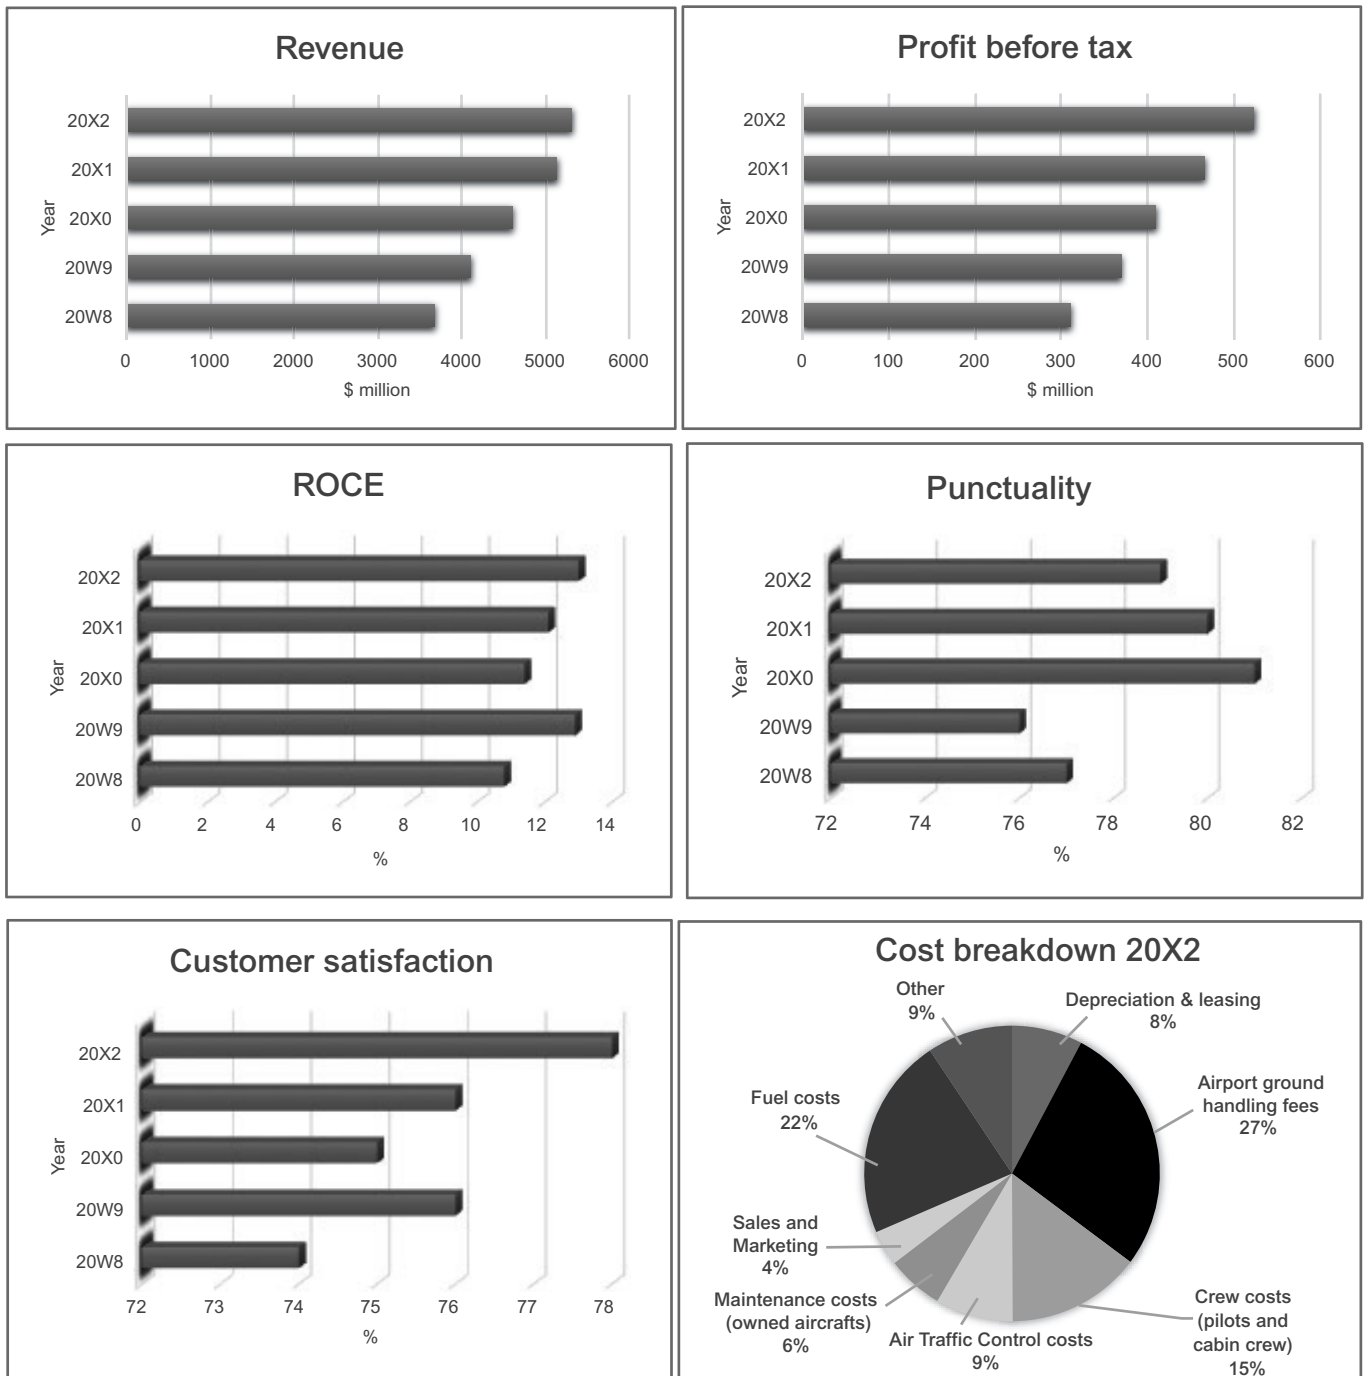 Revenue
Year
20X2
20X1
20X0
20W9
20W8
0 1000 2000 3000 4000 5000 6000
$ million
Profit before tax
Year
20X2
20X1
20X0
20W9
20W8
0 100 200 300 400 500 600
$ million
ROCE
Year
20X2
20X1
20X0
20W9
20W8
0 2 4 6 8 10 12 14
%
Punctuality
Year
20X2
20X1
20X0
20W9
20W8
72 74 76 78 80 82
%
Customer satisfaction
Year
20X2
20X1
20X0
20W9
20W8
72 73 74 75 76 77 78
%
Cost breakdown 20X2
Other
9%
Depreciation & leasing
8%
Airport ground
handling fees
27%
Fuel costs
22%
Sales and
Marketing
4%
Maintenance costs
(owned aircrafts)
6%
Air Traffic Control costs
9%
Crew costs
(pilots and
cabin crew)
15%